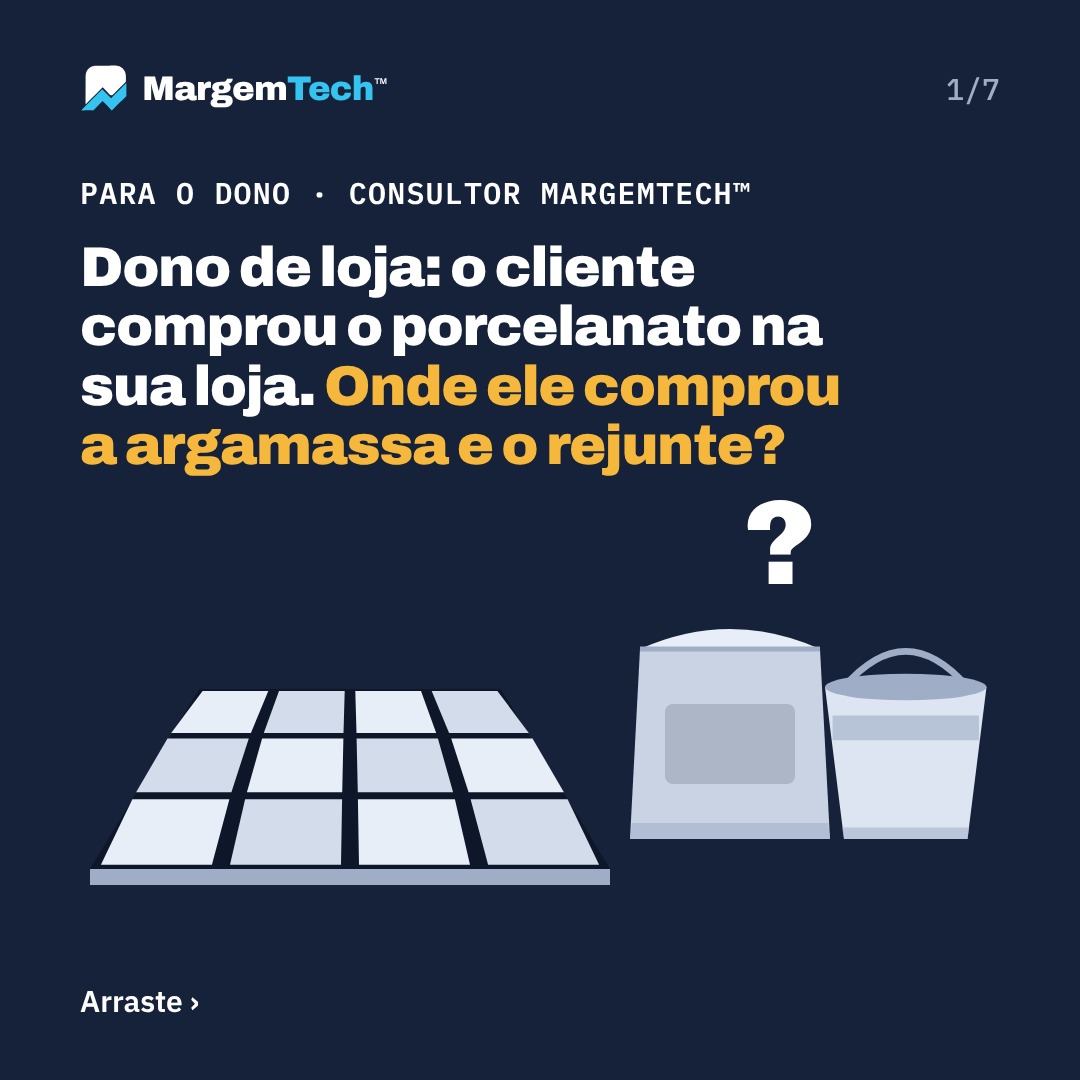 MargemTech™
1/7
PARA O DONO · CONSULTOR MARGEMTECH™
Dono de loja: o cliente
comprou o porcelanato na
sua loja. Onde ele comprou
a argamassa e o rejunte?
?
Arraste ›